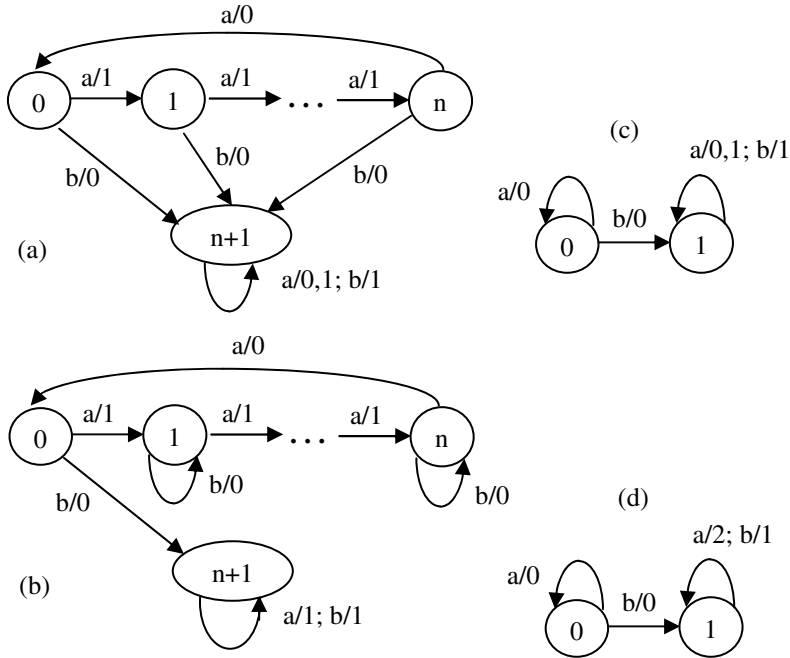 a/0
a/1 a/1 a/1
0 1 ... n
b/0 b/0 b/0
n+1
(a)
a/0,1; b/1
(c)
a/0,1; b/1
a/0
b/0
0 1
a/0
a/1 a/1 a/1
0 1 ... n
b/0 b/0 b/0
n+1
(b)
a/1; b/1
(d)
a/2; b/1
a/0
b/0
0 1